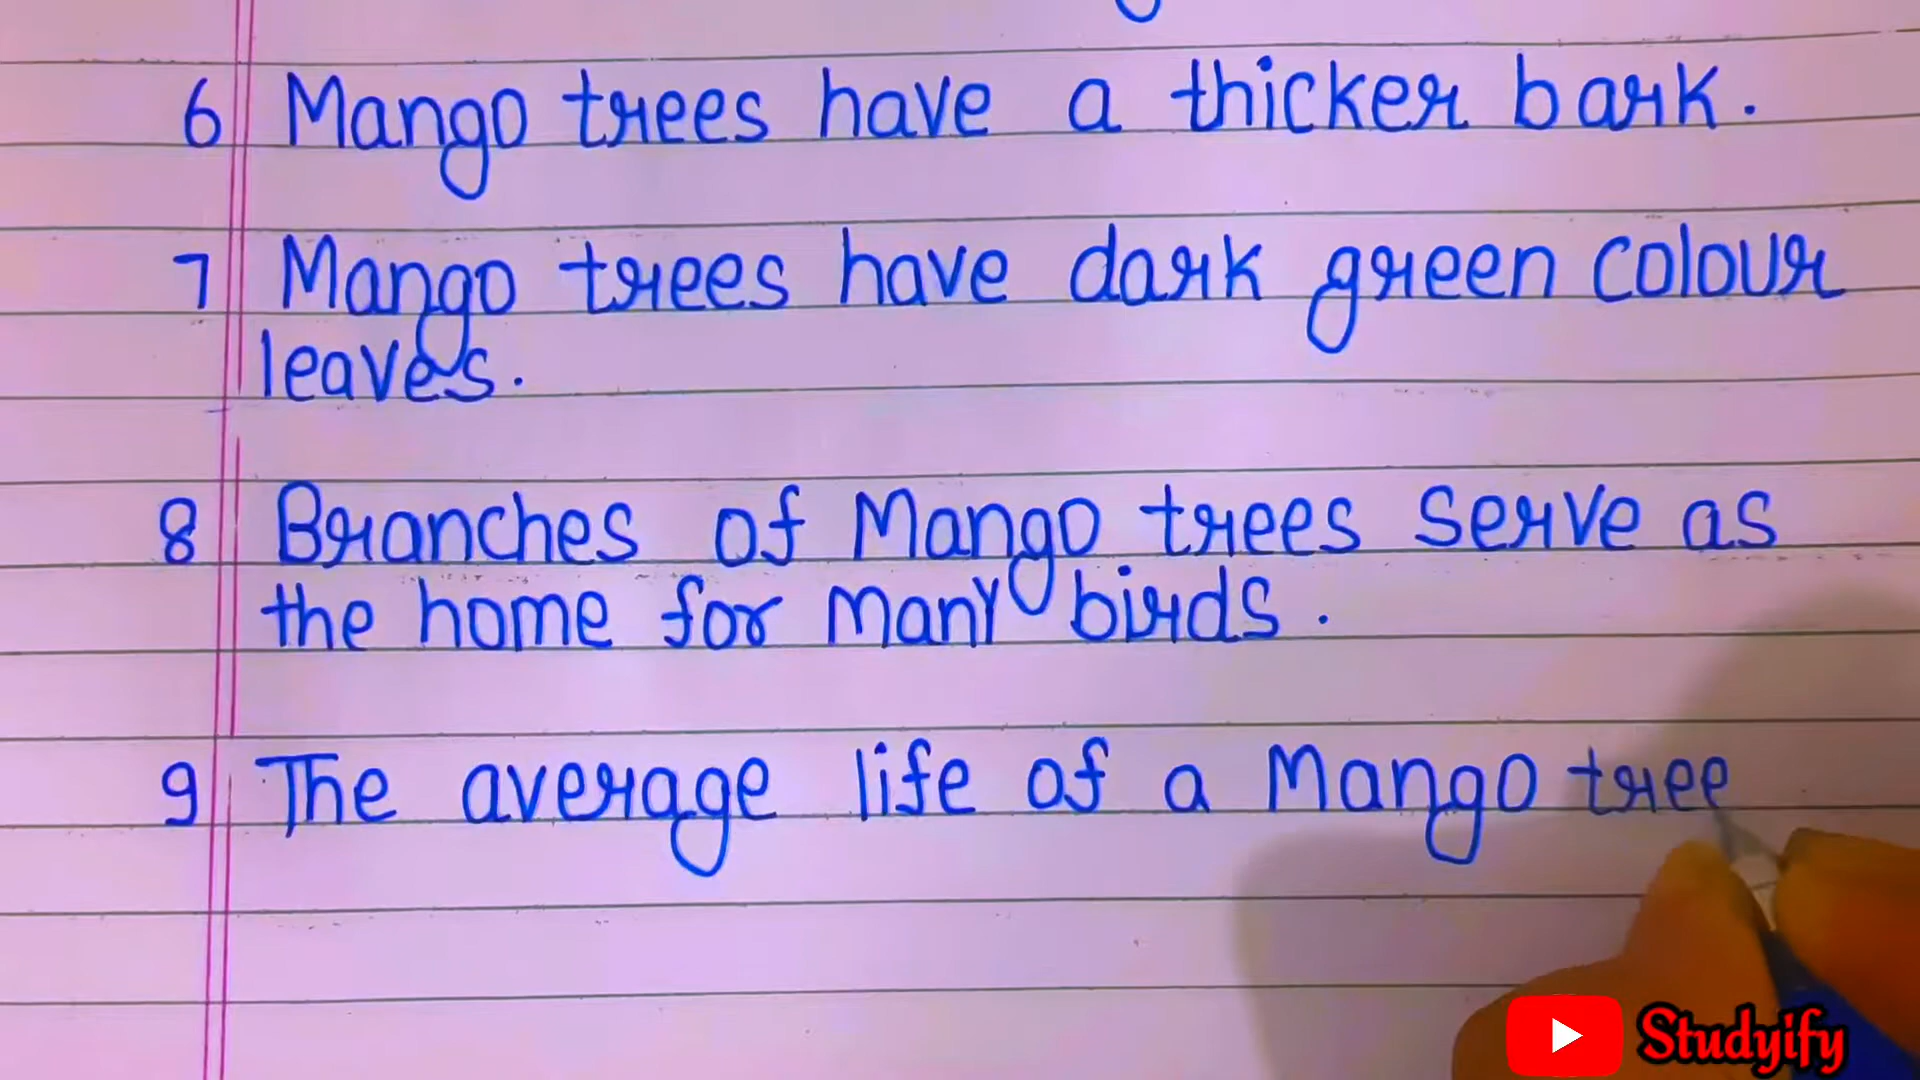 6 Mango trees have a thicker bark.
7 Mango trees have dark green colour
leaves.
8 Branches of Mango trees serve as
the home for many birds.
9 The average life of a Mango tree
Studyify